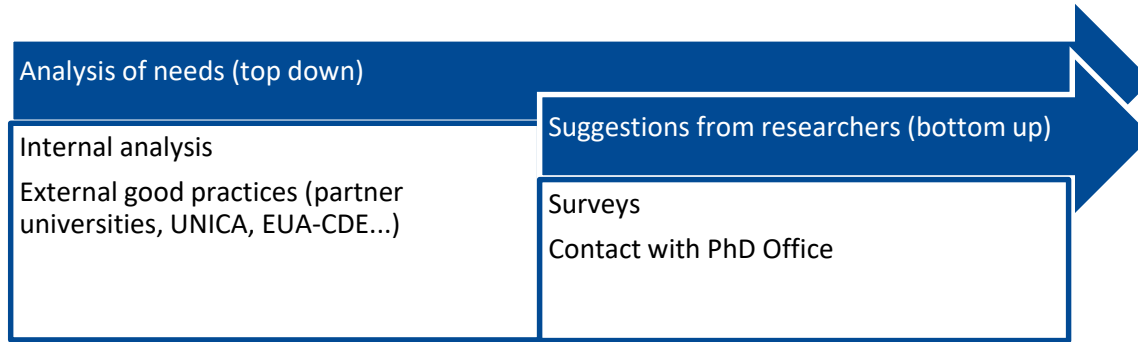 Analysis of needs (top down)
Internal analysis
External good practices (partner
universities, UNICA, EUA-CDE...)
Suggestions from researchers (bottom up)
Surveys
Contact with PhD Office